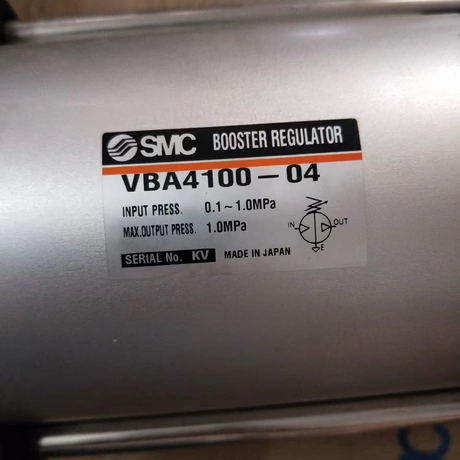 SMC BOOSTER REGULATOR
VBA4100-04
INPUT PRESS. 0.1~1.0MPa
MAX.OUTPUT PRESS. 1.0MPa
IN OUT
E
SERIAL No. KV MADE IN JAPAN